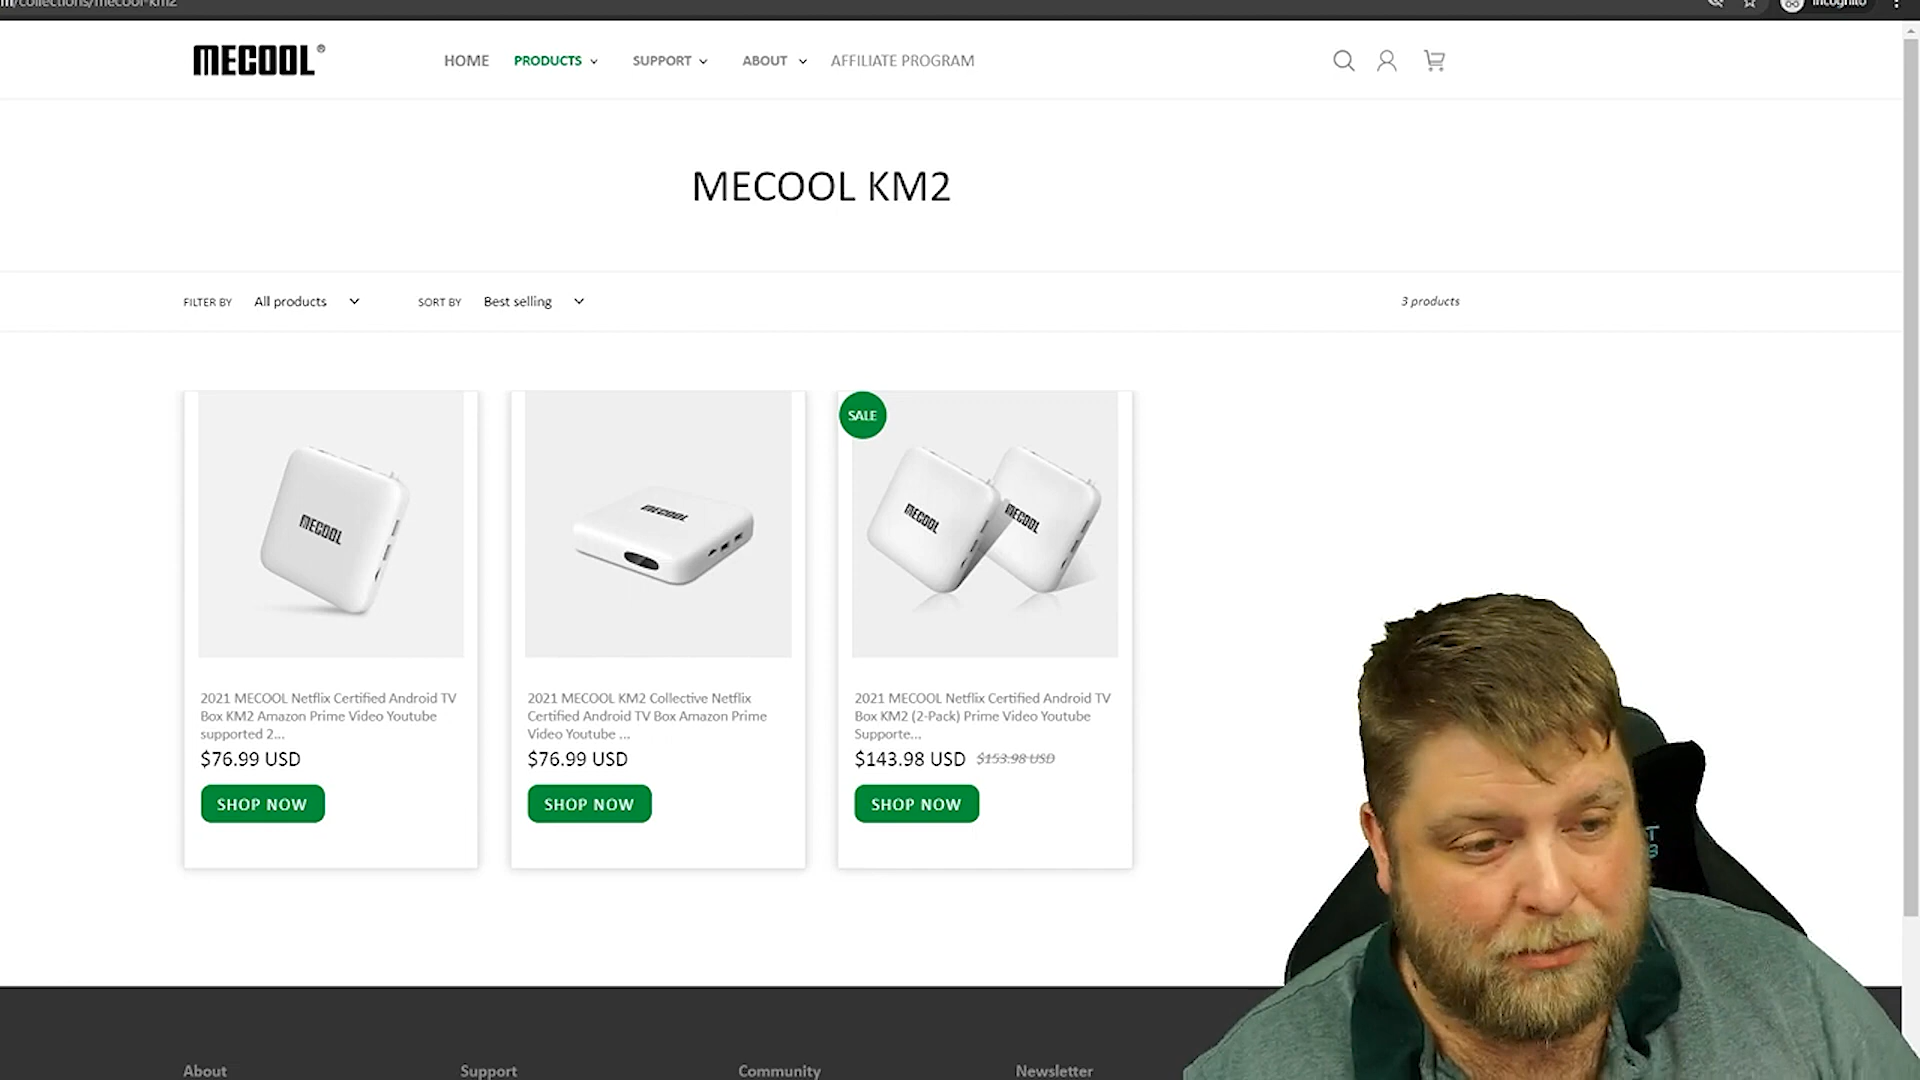 m/collections/mecool-km2
Incognito
MECOOL®
HOME
PRODUCTS
SUPPORT
ABOUT
AFFILIATE PROGRAM
MECOOL KM2
FILTER BY
All products
SORT BY
Best selling
3 products
SALE
MECOOL
MECOOL
MECOOL
MECOOL
2021 MECOOL Netflix Certified Android TV
Box KM2 Amazon Prime Video Youtube
supported 2...
$76.99 USD
SHOP NOW
2021 MECOOL KM2 Collective Netflix
Certified Android TV Box Amazon Prime
Video Youtube ...
$76.99 USD
SHOP NOW
2021 MECOOL Netflix Certified Android TV
Box KM2 (2-Pack) Prime Video Youtube
Supporte...
$143.98 USD $153.98 USD
SHOP NOW
About
Support
Community
Newsletter